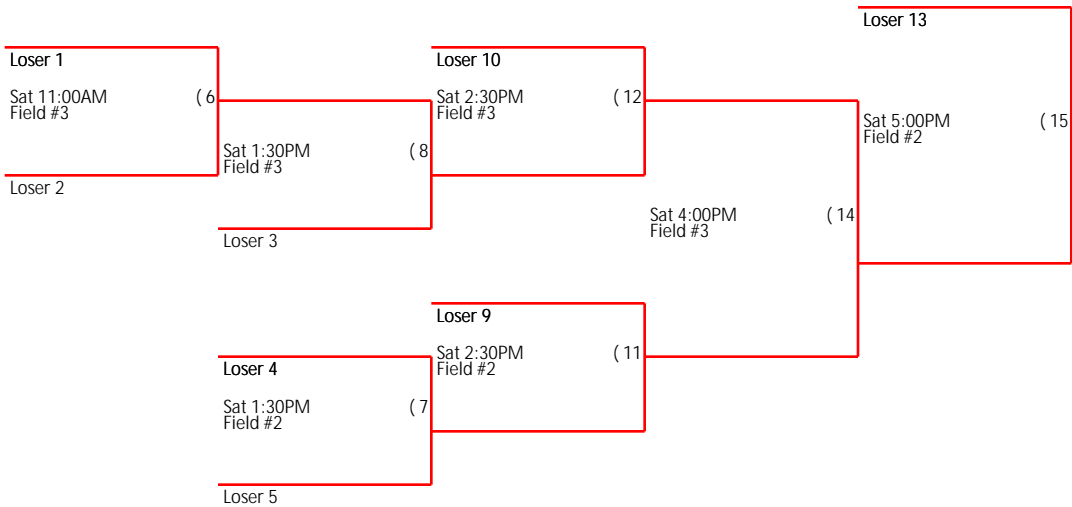 Loser 13
Loser 1
Loser 10
Sat 11:00AM ( 6
Field #3
Sat 2:30PM ( 12
Field #3
Sat 5:00PM ( 15
Field #2
Sat 1:30PM ( 8
Field #3
Loser 2
Loser 3
Sat 4:00PM ( 14
Field #3
Loser 9
Sat 2:30PM ( 11
Field #2
Loser 4
Sat 1:30PM ( 7
Field #2
Loser 5